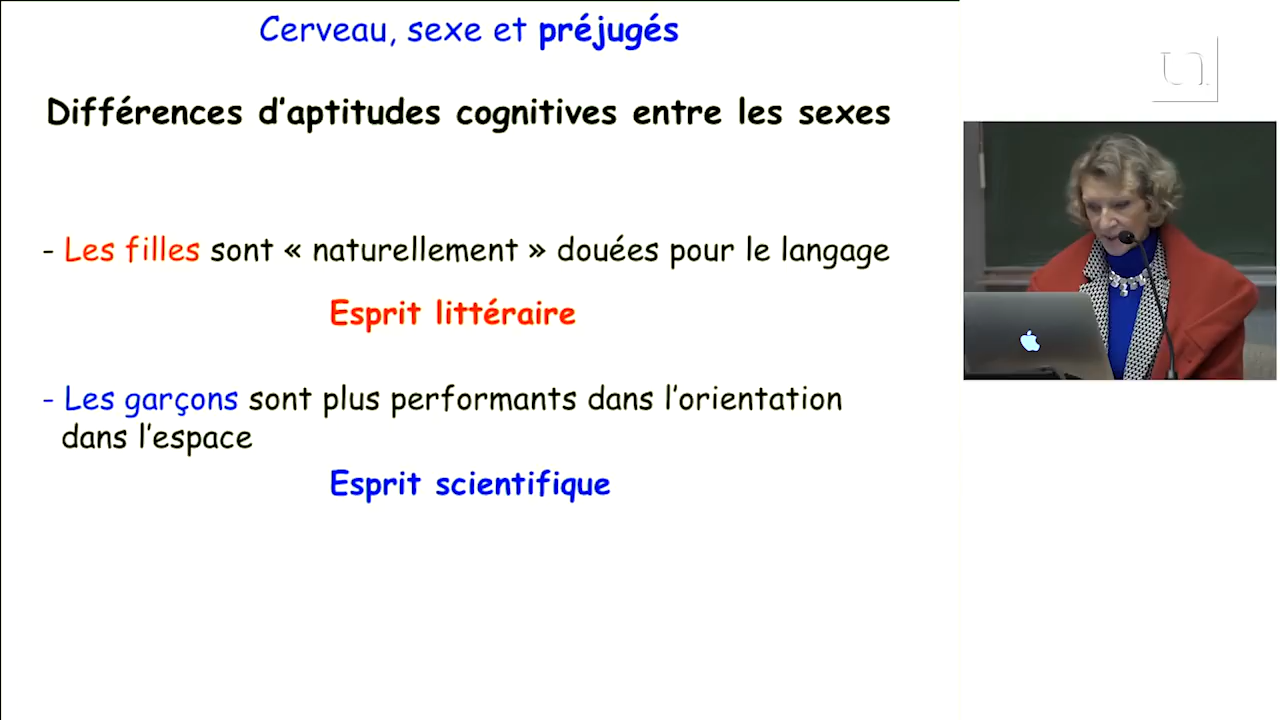 Cerveau, sexe et préjugés
Différences d'aptitudes cognitives entre les sexes
- Les filles sont « naturellement » douées pour le langage
Esprit littéraire
- Les garçons sont plus performants dans l'orientation
dans l'espace
Esprit scientifique